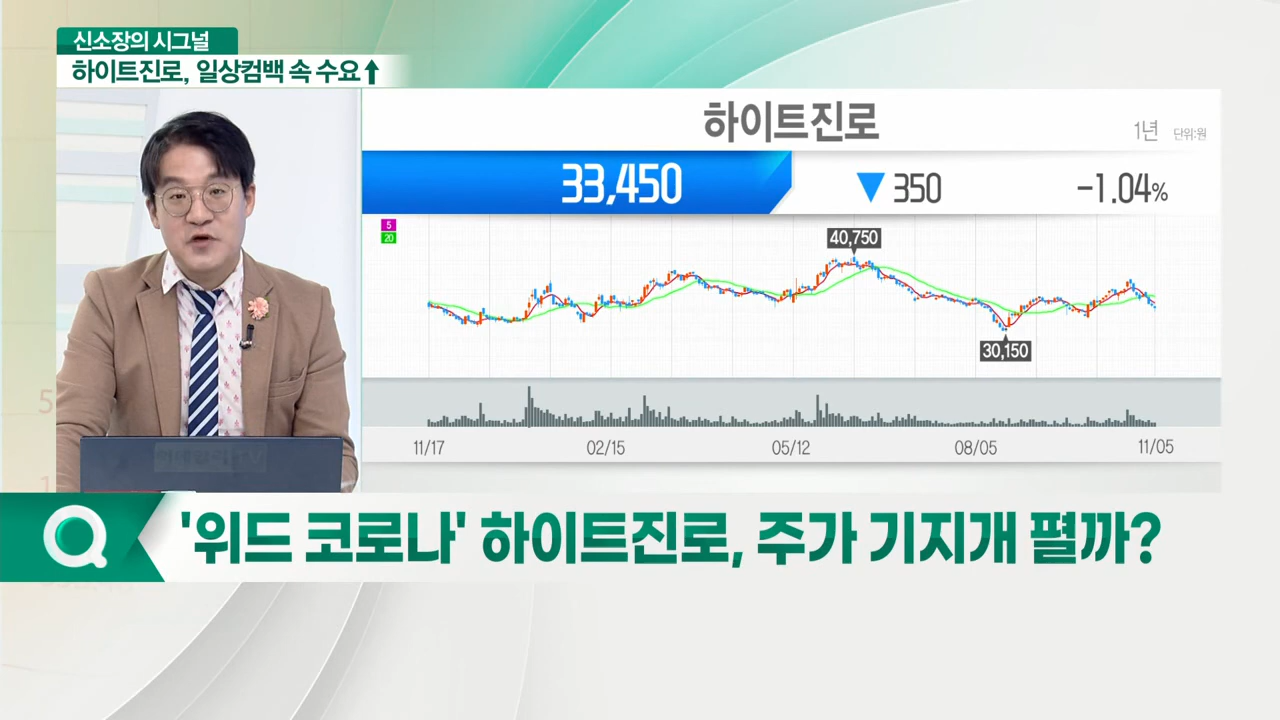 신소장의 시그널
하이트진로, 일상컴백 속 수요↑
하이트진로
1년 단위:원
33,450 ▼350 -1.04%
5
20
40,750
30,150
11/17 02/15 05/12 08/05 11/05
Q '위드 코로나' 하이트진로, 주가 기지개 펼까?